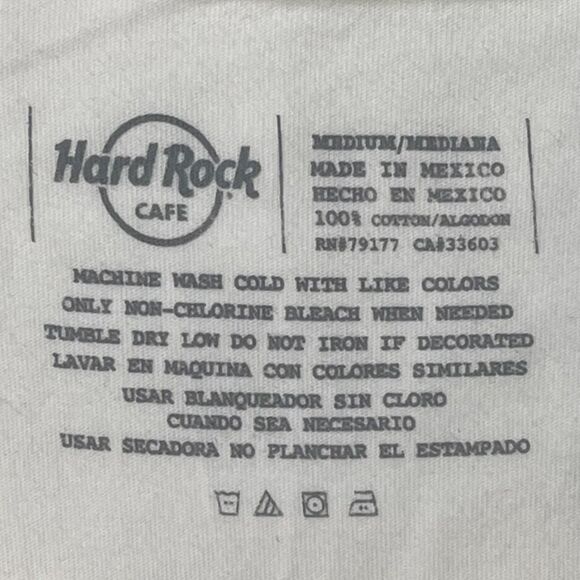 Hard Rock
CAFE
MEDIUM/MEDIANA
MADE IN MEXICO
HECHO EN MEXICO
100% COTTON/ALGODON
RN#79177 CA#33603
MACHINE WASH COLD WITH LIKE COLORS
ONLY NON-CHLORINE BLEACH WHEN NEEDED
TUMBLE DRY LOW DO NOT IRON IF DECORATED
LAVAR EN MAQUINA CON COLORES SIMILARES
USAR BLANQUEADOR SIN CLORO
CUANDO SEA NECESARIO
USAR SECADORA NO PLANCHAR EL ESTAMPADO